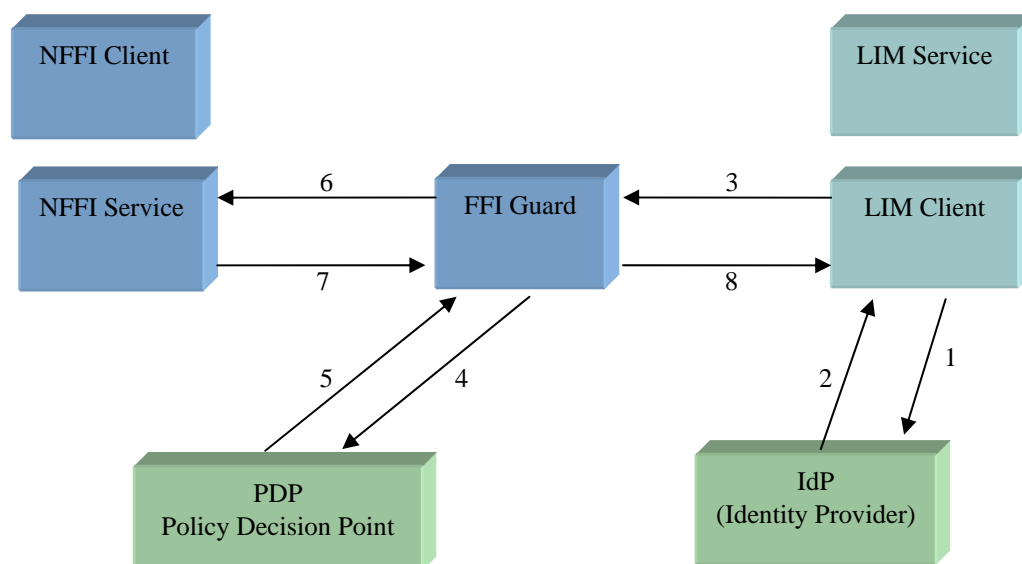 NFFI Client
LIM Service
NFFI Service
6
FFI Guard
3
LIM Client
7
8
5
4
2
1
PDP
Policy Decision Point
IdP
(Identity Provider)